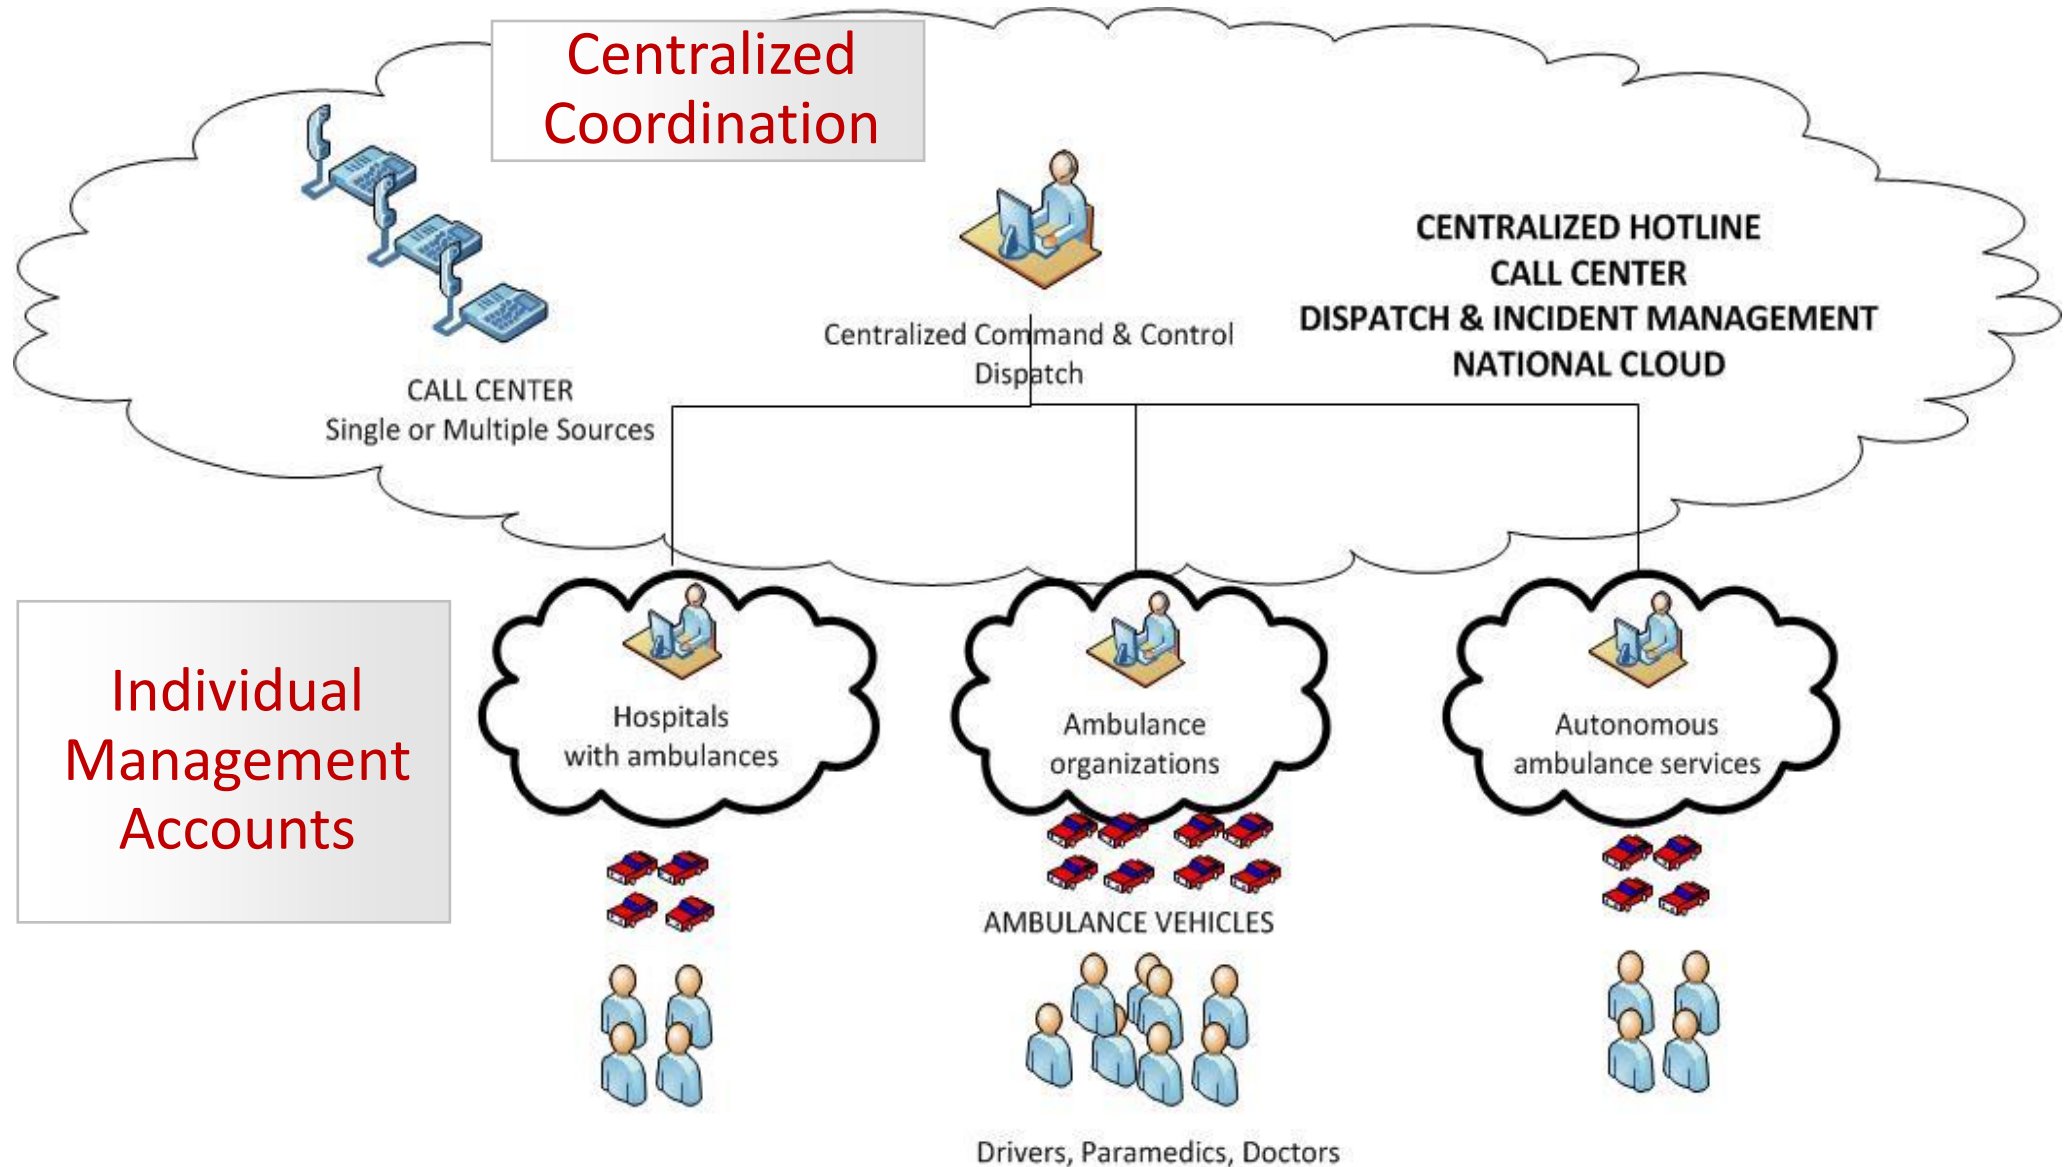 Centralized
Coordination
CENTRALIZED HOTLINE
CALL CENTER
DISPATCH & INCIDENT MANAGEMENT
NATIONAL CLOUD
Centralized Command & Control
Dispatch
CALL CENTER
Single or Multiple Sources
Individual
Management
Accounts
Hospitals
with ambulances
Ambulance
organizations
Autonomous
ambulance services
AMBULANCE VEHICLES
Drivers, Paramedics, Doctors